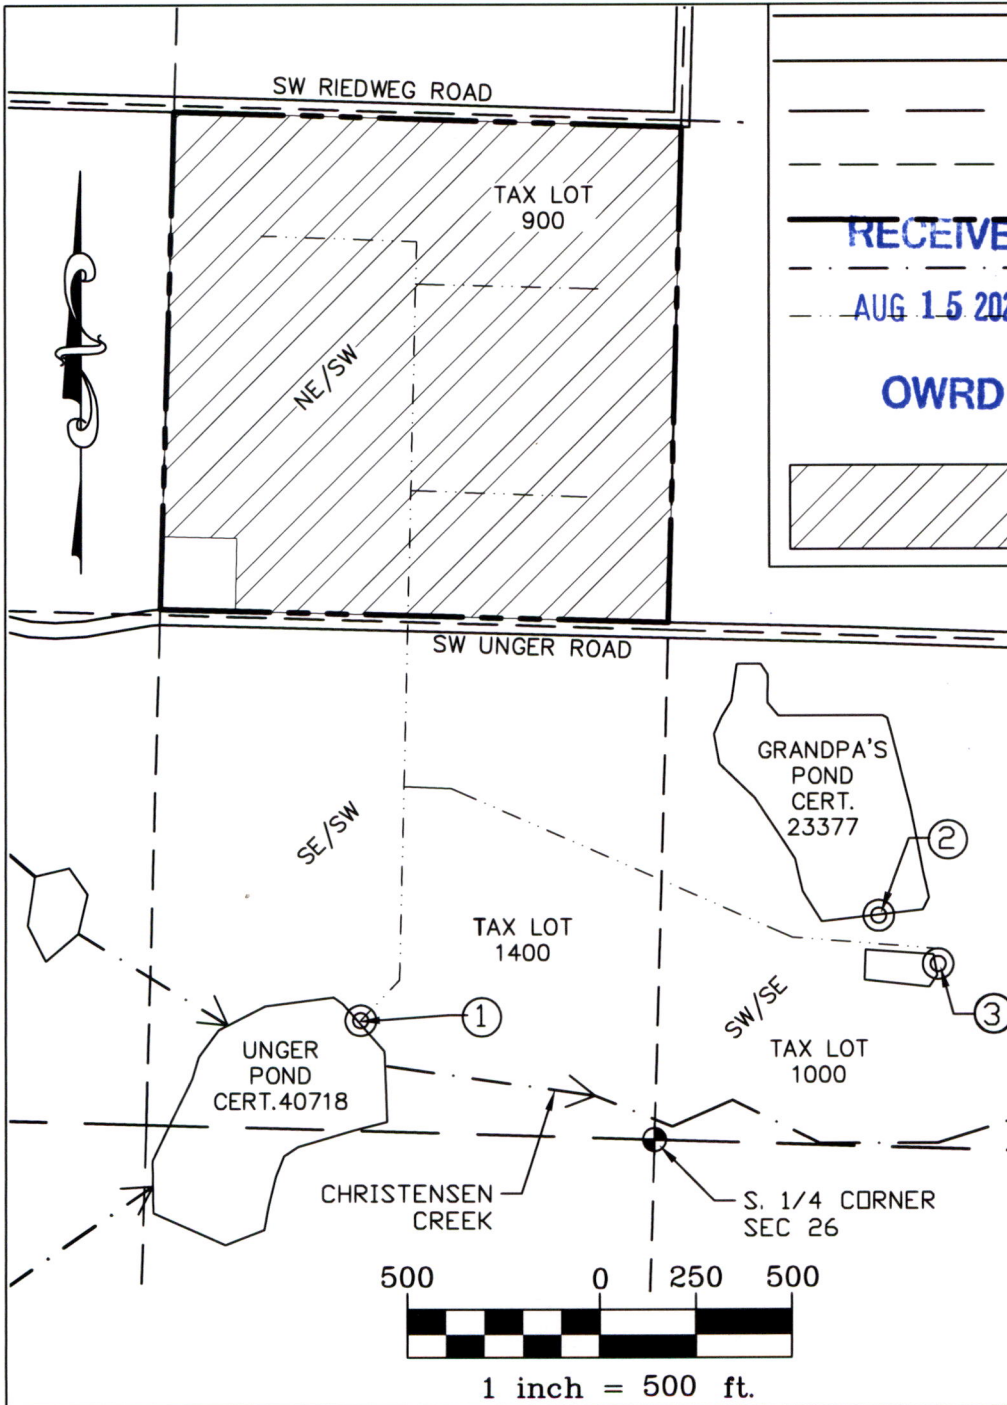 SW RIEDWEG ROAD
TAX LOT
900
RECEIVE
AUG 15 202
OWRD
NE/SW
SW UNGER ROAD
GRANDPA'S
POND
CERT.
23377
2
SE/SW
TAX LOT
1400
3
SW/SE
1
TAX LOT
1000
UNGER
POND
CERT.40718
CHRISTENSEN
CREEK
S. 1/4 CORNER
SEC 26
500 0 250 500
1 inch = 500 ft.